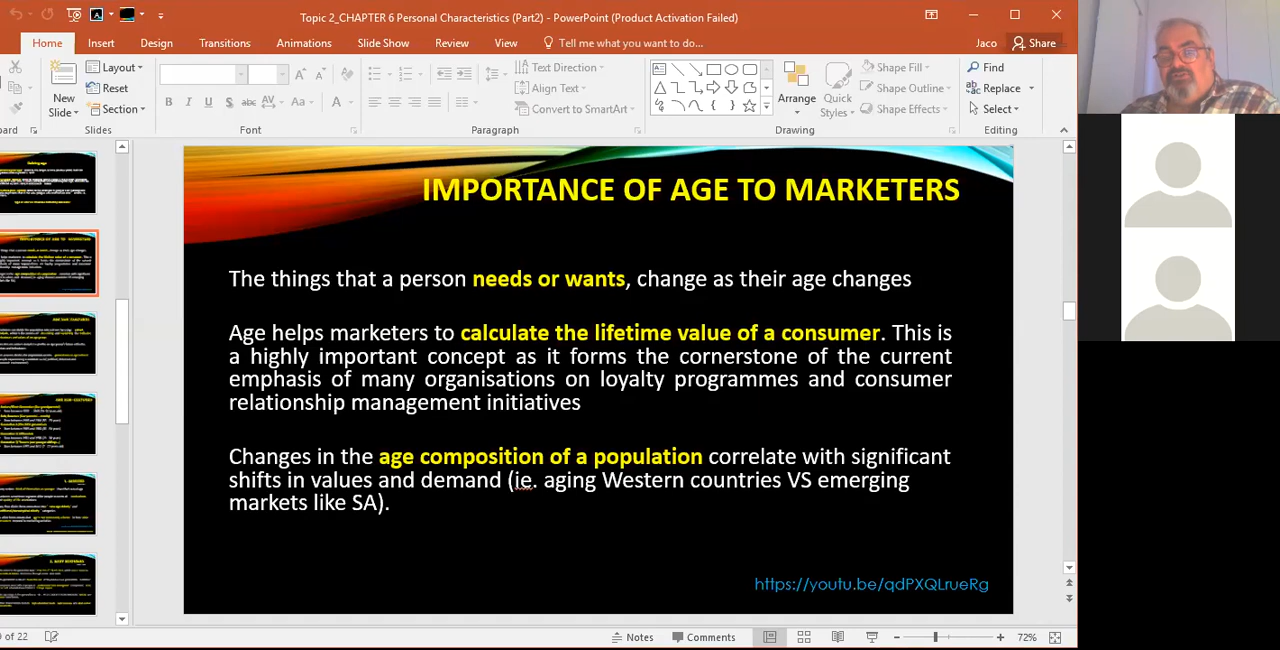 Topic 2_CHAPTER 6 Personal Characteristics (Part2) - PowerPoint (Product Activation Failed)
Home Insert Design Transitions Animations Slide Show Review View Tell me what you want to do... Jaco Share
Layout Text Direction Shape Fill Find
New Reset Align Text Arrange Quick Shape Outline Replace
Slide Section Convert to SmartArt Styles Shape Effects Select
B I U S abc AV Aa A
Slides Font Paragraph Drawing Editing
IMPORTANCE OF AGE TO MARKETERS
The things that a person needs or wants, change as their age changes
Age helps marketers to calculate the lifetime value of a consumer. This is
a highly important concept as it forms the cornerstone of the current
emphasis of many organisations on loyalty programmes and consumer
relationship management initiatives
Changes in the age composition of a population correlate with significant
shifts in values and demand (ie. aging Western countries VS emerging
markets like SA).
https://youtu.be/qdPXQLrueRg
of 22 Notes Comments 72%